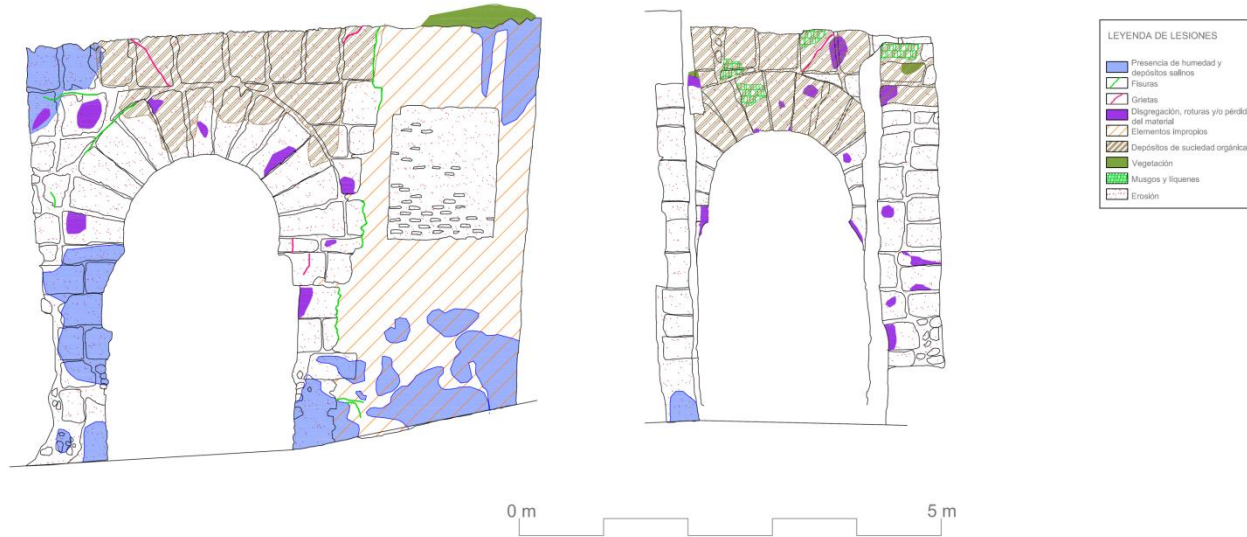 LEYENDA DE LESIONES
Presencia de humedad y
depósitos salinos
Fisuras
Grietas
Disgregación, roturas y/o pérdid
del material
Elementos impropios
Depósitos de suciedad orgánica
Vegetación
Musgos y líquenes
Erosión
0 m
5 m